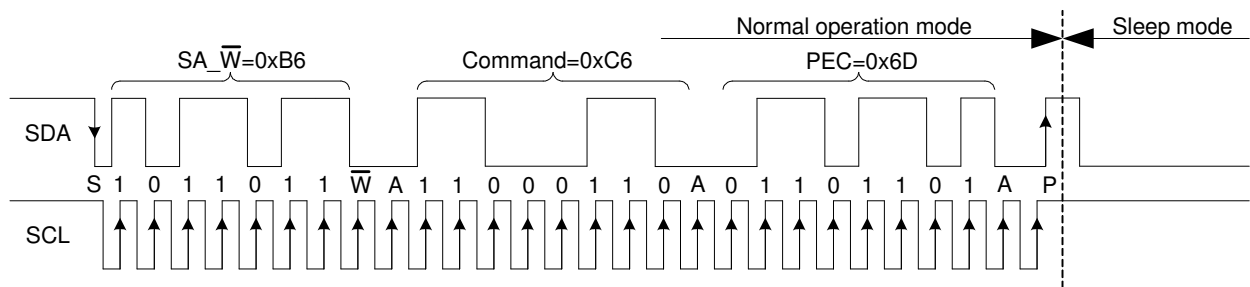 Normal operation mode Sleep mode
SA_W̅=0xB6 Command=0xC6 PEC=0x6D
SDA
S 1 0 1 1 0 1 1 W̅ A 1 1 0 0 0 1 1 0 A 0 1 1 0 1 1 0 1 A P
SCL